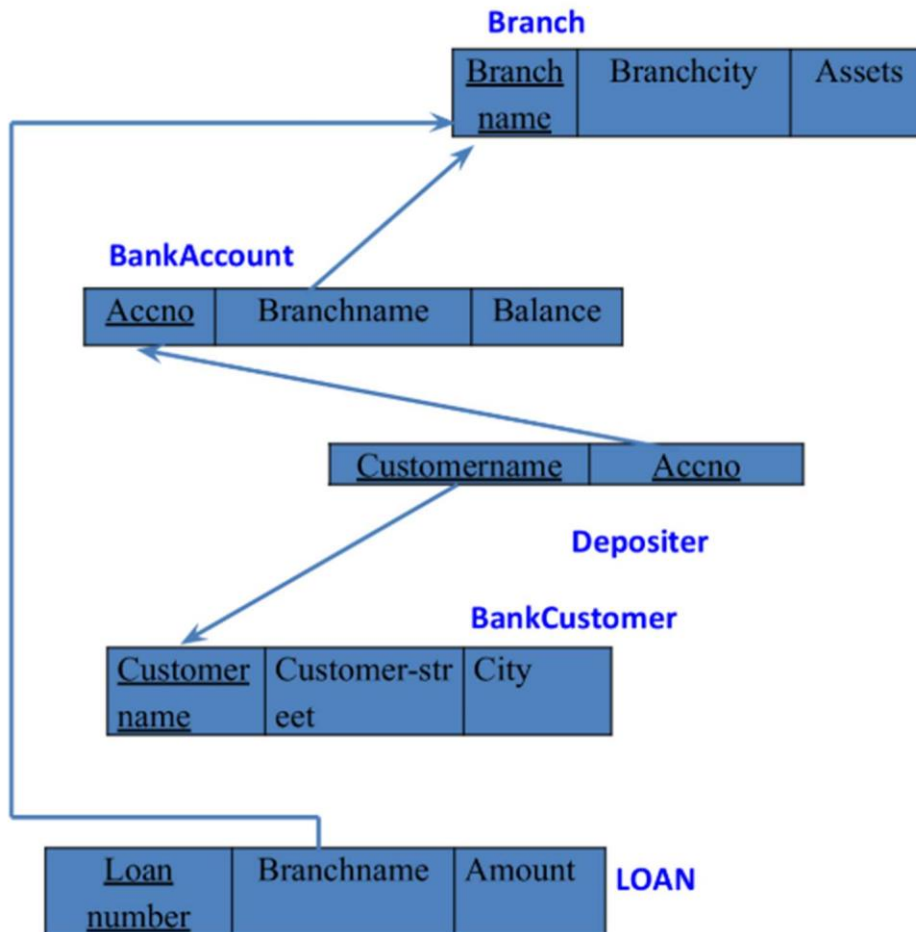 Branch
Branch Branchcity Assets
name
BankAccount
Accno Branchname Balance
Customername Accno
Depositer
BankCustomer
Customer Customer-str City
name eet
Loan Branchname Amount LOAN
number